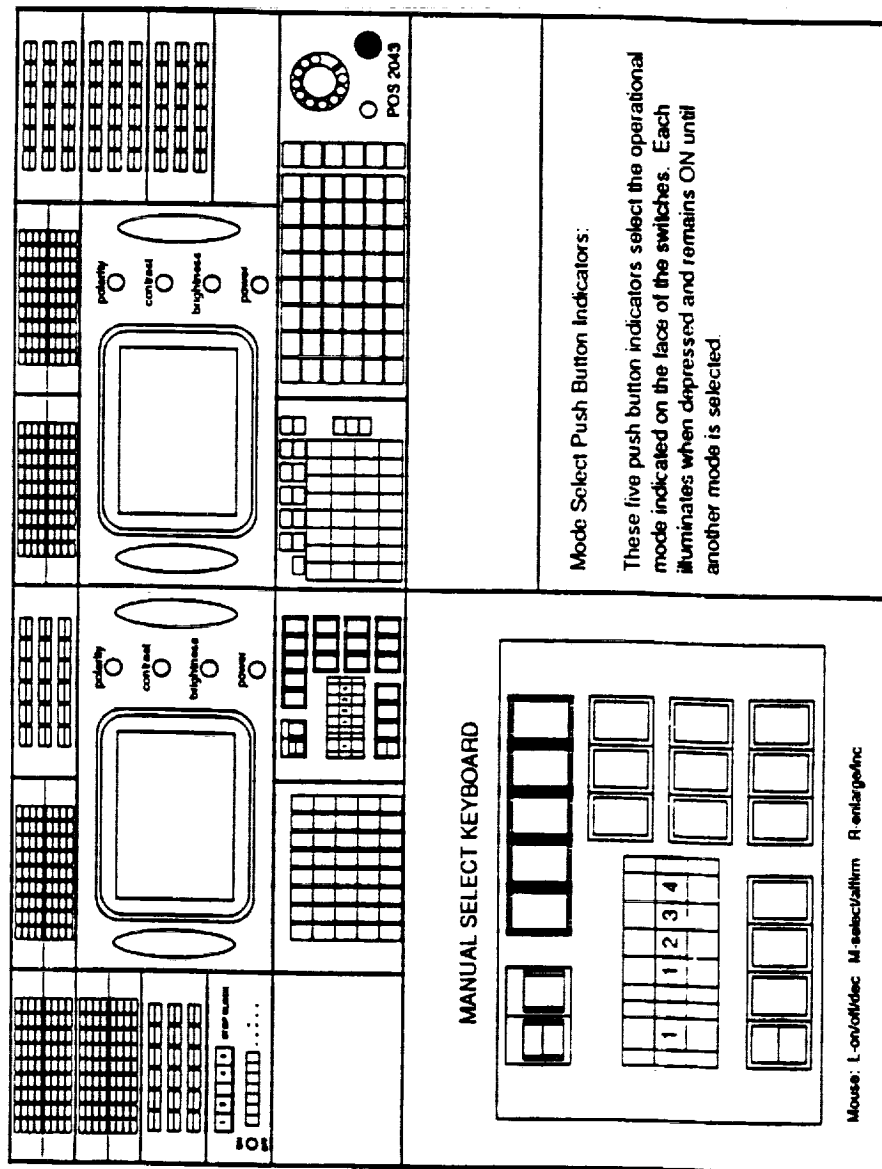 polarity
contrast
brightness
power
polarity
contrast
brightness
power
STOP CLOCK
POS 2043
MANUAL SELECT KEYBOARD
1 1 2 3 4
Mouse: L-on/off/dec M-select/affirm R-enlarge/inc
Mode Select Push Button Indicators:
These five push button indicators select the operational
mode indicated on the face of the switches. Each
illuminates when depressed and remains ON until
another mode is selected.